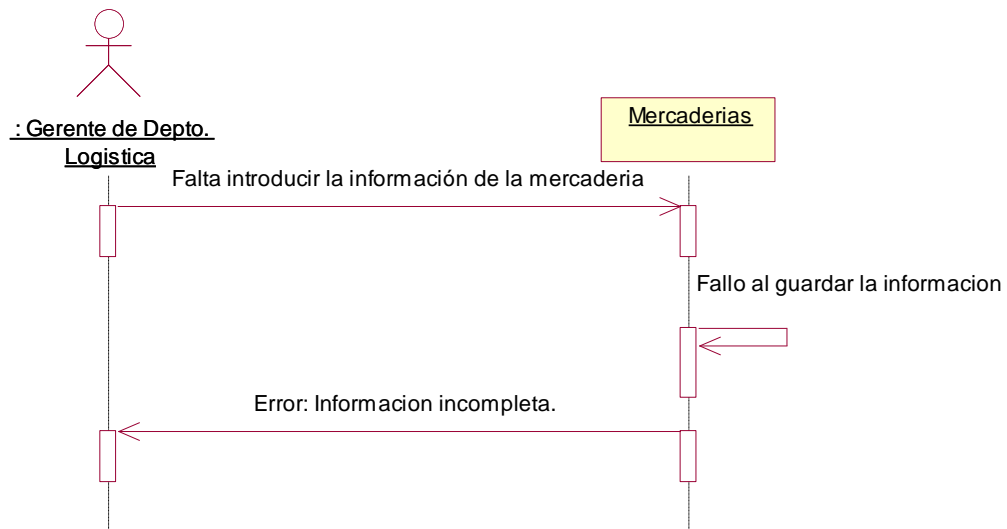 : Gerente de Depto.
Logistica
Mercaderias
Falta introducir la información de la mercaderia
Fallo al guardar la informacion
Error: Informacion incompleta.